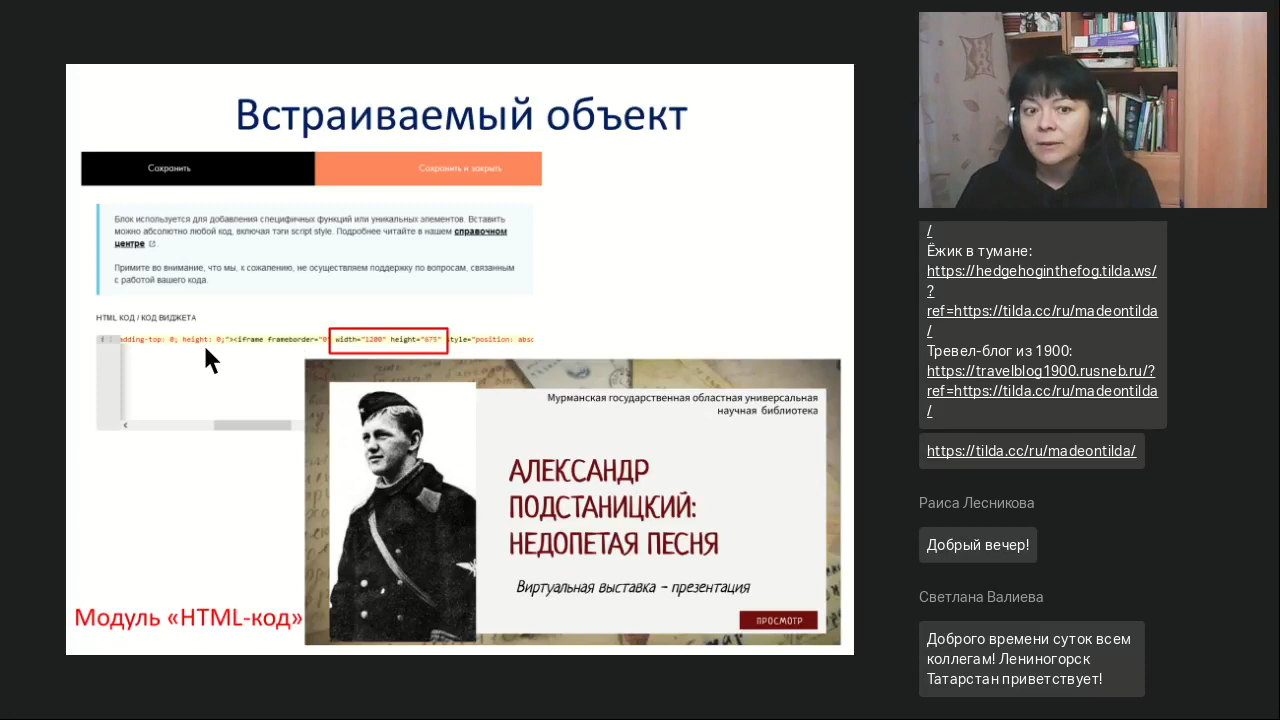 Встраиваемый объект
Сохранить
Сохранить и закрыть
Блок используется для добавления специфичных функций или уникальных элементов. Вставить
можно абсолютно любой код, включая тэги script style. Подробнее читайте в нашем справочном
центре
Примите во внимание, что мы, к сожалению, не осуществляем поддержку по вопросам, связанным
с работой вашего кода.
HTML КОД / КОД ВИДЖЕТА
adding-top: 0; height: 0;"><iframe frameborder="0" width="1200" height="675" style="position: abso
Мурманская государственная областная универсальная
научная библиотека
АЛЕКСАНДР
ПОДСТАНИЦКИЙ:
НЕДОПЕТАЯ ПЕСНЯ
Виртуальная выставка - презентация
ПРОСМОТР
Модуль «HTML-код»
/
Ёжик в тумане:
https://hedgehoginthefog.tilda.ws/
?
ref=https://tilda.cc/ru/madeontilda
/
Тревел-блог из 1900:
https://travelblog1900.rusneb.ru/?
ref=https://tilda.cc/ru/madeontilda
/
https://tilda.cc/ru/madeontilda/
Раиса Лесникова
Добрый вечер!
Светлана Валиева
Доброго времени суток всем
коллегам! Лениногорск
Татарстан приветствует!